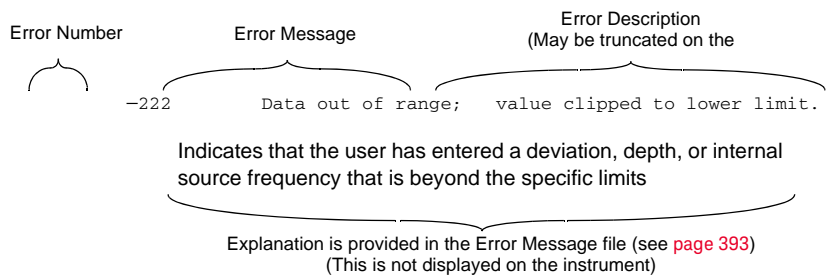 Error Number
Error Message
Error Description
(May be truncated on the
−222 Data out of range; value clipped to lower limit.
Indicates that the user has entered a deviation, depth, or internal
source frequency that is beyond the specific limits
Explanation is provided in the Error Message file (see page 393)
(This is not displayed on the instrument)